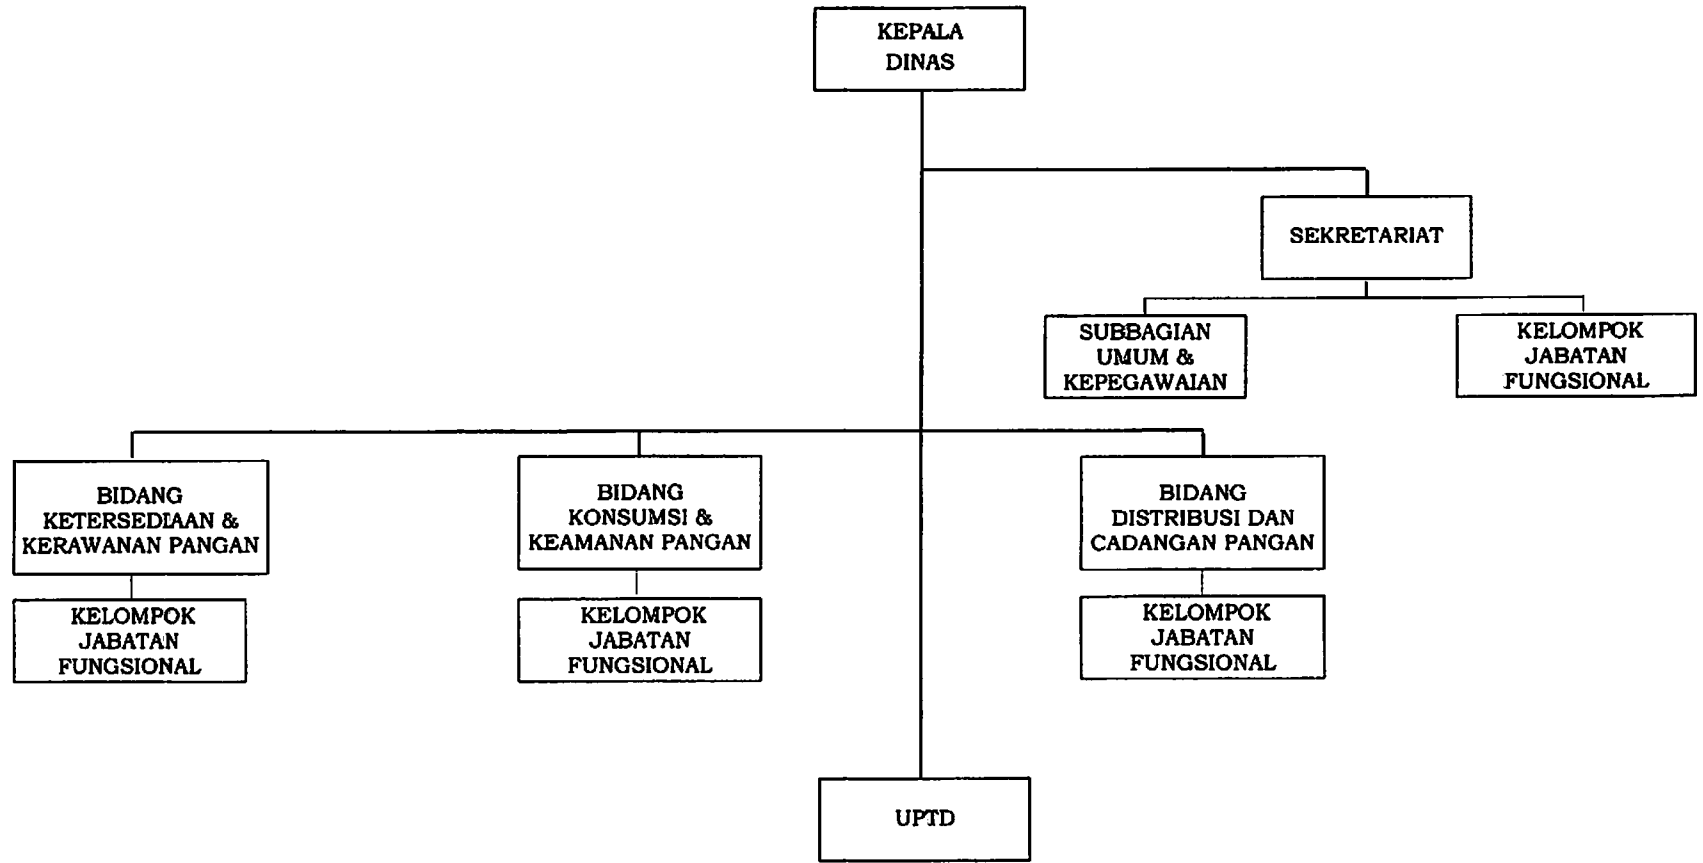 KEPALA
DINAS
SEKRETARIAT
SUBBAGIAN
UMUM &
KEPEGAWAIAN
KELOMPOK
JABATAN
FUNGSIONAL
BIDANG
KETERSEDIAAN &
KERAWANAN PANGAN
BIDANG
KONSUMSI &
KEAMANAN PANGAN
BIDANG
DISTRIBUSI DAN
CADANGAN PANGAN
KELOMPOK
JABATAN
FUNGSIONAL
KELOMPOK
JABATAN
FUNGSIONAL
KELOMPOK
JABATAN
FUNGSIONAL
UPTD